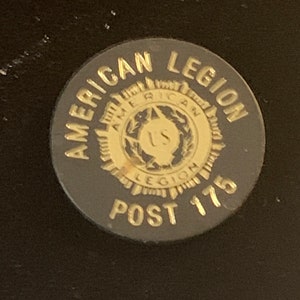 AMERICAN LEGION
AMERICAN
US
LEGION
POST 175